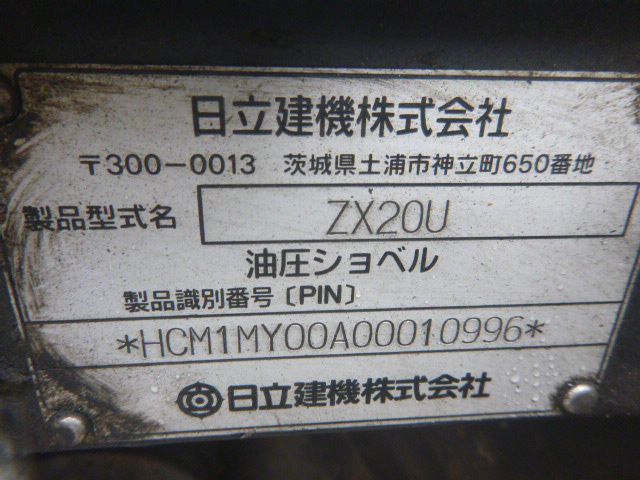 日立建機株式会社
〒300-0013 茨城県土浦市神立町650番地
製品型式名 ZX20U
油圧ショベル
製品識別番号〔PIN〕
*HCM1MY00A00010996*
日立建機株式会社